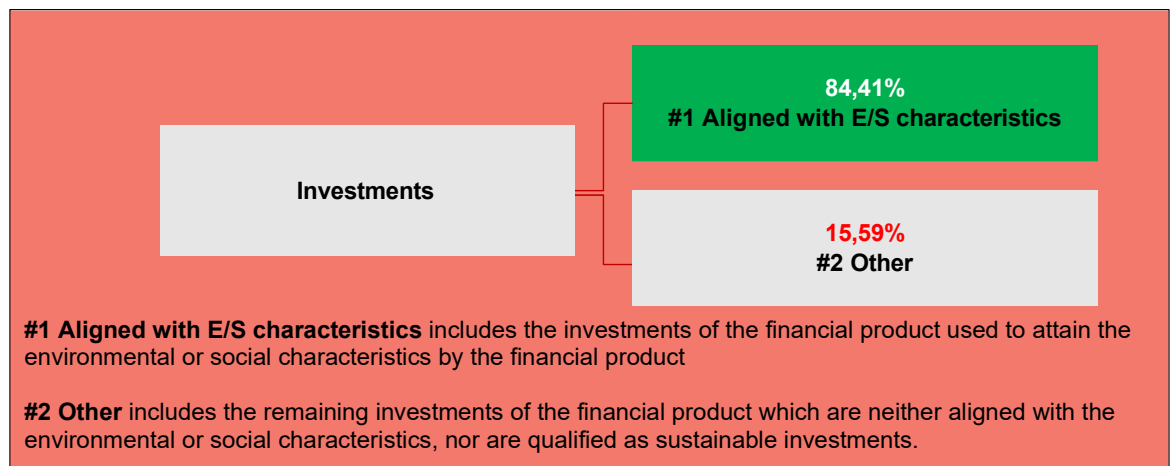 84,41%
#1 Aligned with E/S characteristics
Investments
15,59%
#2 Other
#1 Aligned with E/S characteristics includes the investments of the financial product used to attain the
environmental or social characteristics by the financial product
#2 Other includes the remaining investments of the financial product which are neither aligned with the
environmental or social characteristics, nor are qualified as sustainable investments.